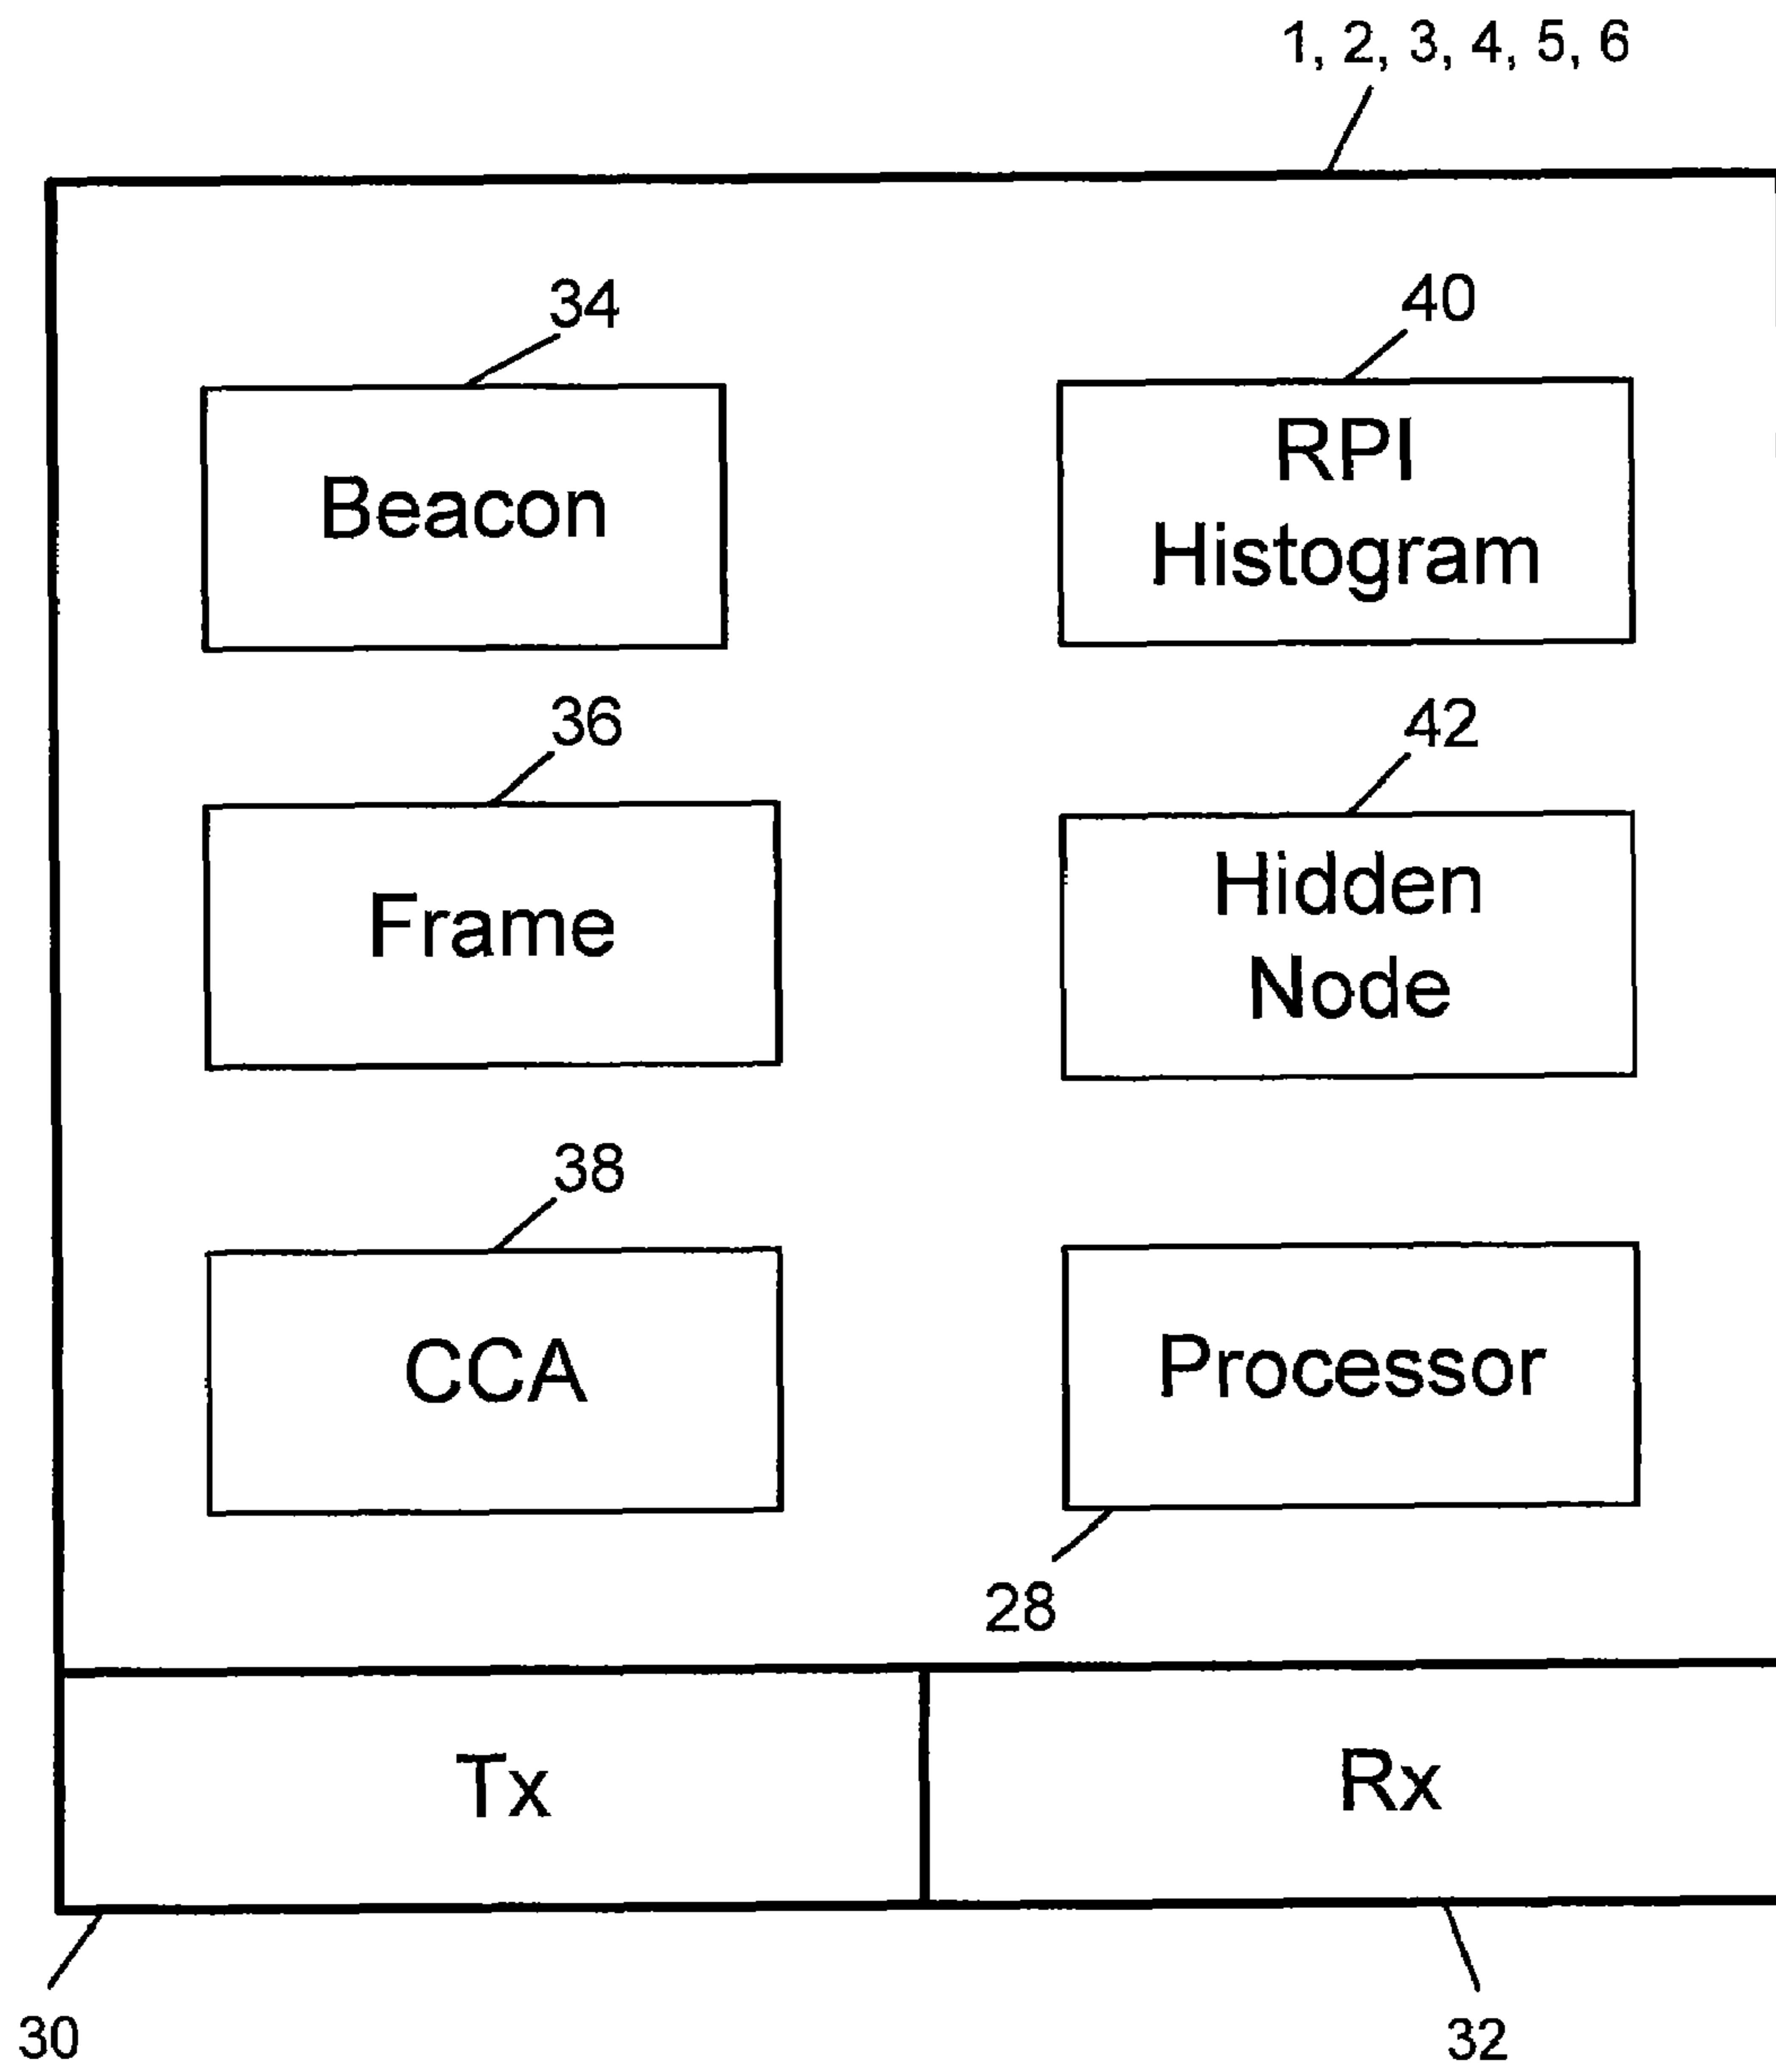 1, 2, 3, 4, 5, 6
34
40
Beacon
RPI
Histogram
36
42
Frame
Hidden
Node
38
CCA
Processor
28
Tx
Rx
30
32